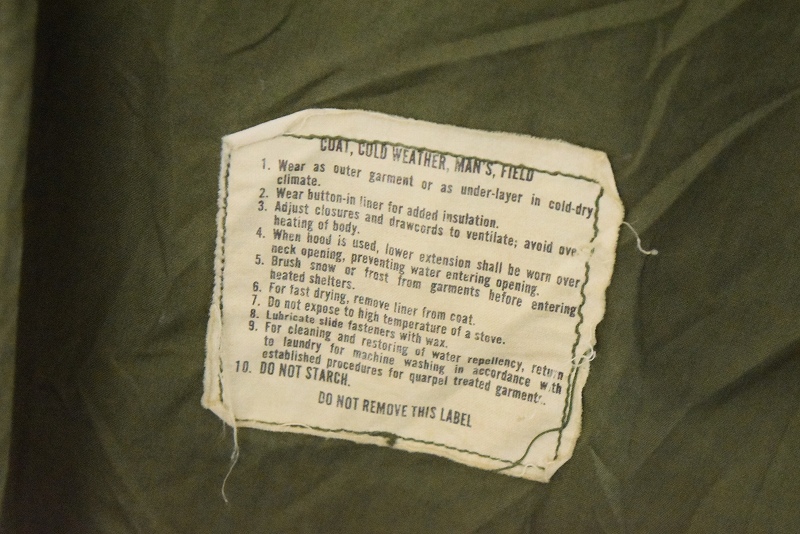 COAT, COLD WEATHER, MAN'S, FIELD
1. Wear as outer garment or as under-layer in cold-dry
climate.
2. Wear button-in liner for added insulation.
3. Adjust closures and drawcords to ventilate; avoid ove
heating of body.
4. When hood is used, lower extension shall be worn over
neck opening, preventing water entering opening.
5. Brush snow or frost from garments before entering
heated shelters.
6. For fast drying, remove liner from coat.
7. Do not expose to high temperature of a stove.
8. Lubricate slide fasteners with wax.
9. For cleaning and restoring of water repellency, return
to laundry for machine washing in accordance with
established procedures for quarpel treated garments.
10. DO NOT STARCH.
DO NOT REMOVE THIS LABEL